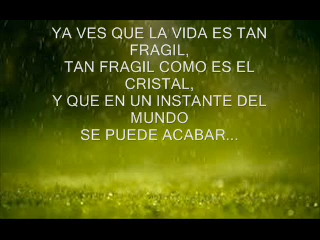 YA VES QUE LA VIDA ES TAN
FRAGIL,
TAN FRAGIL COMO ES EL
CRISTAL,
Y QUE EN UN INSTANTE DEL
MUNDO
SE PUEDE ACABAR...